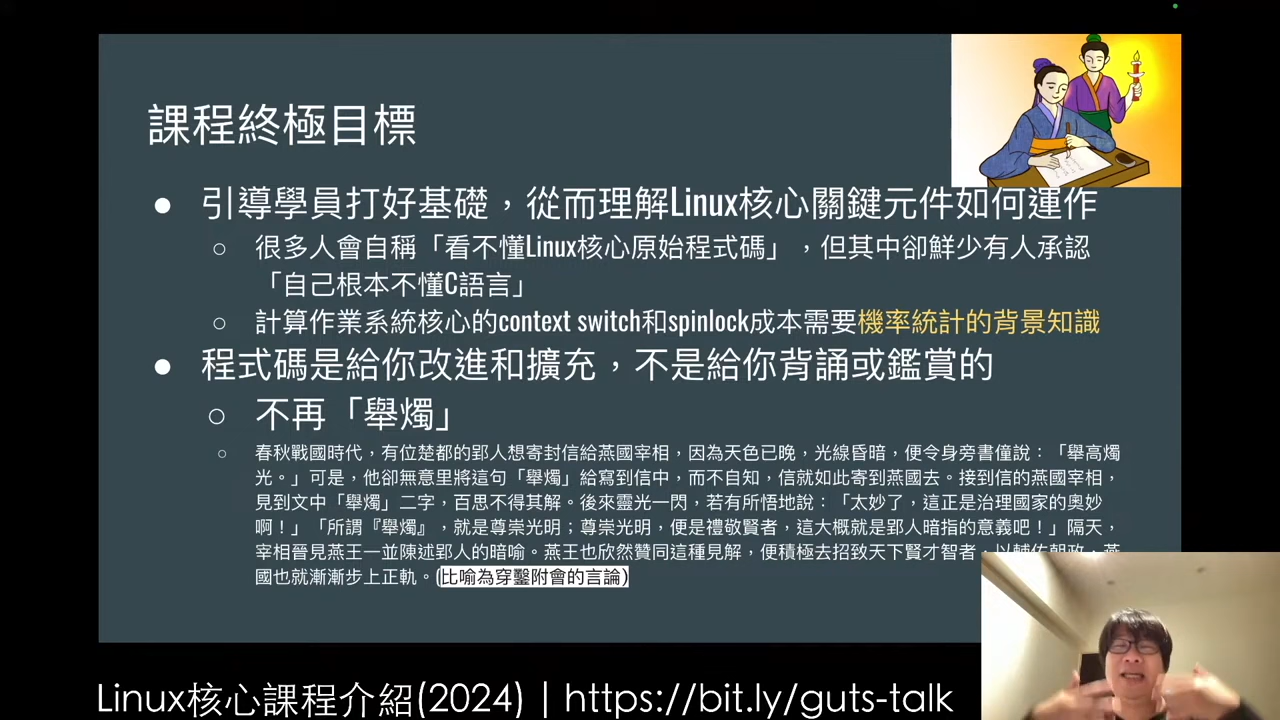 課程終極目標
● 引導學員打好基礎，從而理解Linux核心關鍵元件如何運作
○ 很多人會自稱「看不懂Linux核心原始程式碼」，但其中卻鮮少有人承認
「自己根本不懂C語言」
○ 計算作業系統核心的context switch和spinlock成本需要機率統計的背景知識
● 程式碼是給你改進和擴充，不是給你背誦或鑑賞的
○ 不再「舉燭」
○ 春秋戰國時代，有位楚都的郢人想寄封信給燕國宰相，因為天色已晚，光線昏暗，便令身旁書僮說：「舉高燭
光。」可是，他卻無意里將這句「舉燭」給寫到信中，而不自知，信就如此寄到燕國去。接到信的燕國宰相，
見到文中「舉燭」二字，百思不得其解。後來靈光一閃，若有所悟地說：「太妙了，這正是治理國家的奧妙
啊！」「所謂『舉燭』，就是尊崇光明；尊崇光明，便是禮敬賢者，這大概就是郢人暗指的意義吧！」隔天，
宰相晉見燕王一並陳述郢人的暗喻。燕王也欣然贊同這種見解，便積極去招致天下賢才智者，以輔佐朝政，燕
國也就漸漸步上正軌。(比喻為穿鑿附會的言論)
Linux核心課程介紹(2024) | https://bit.ly/guts-talk